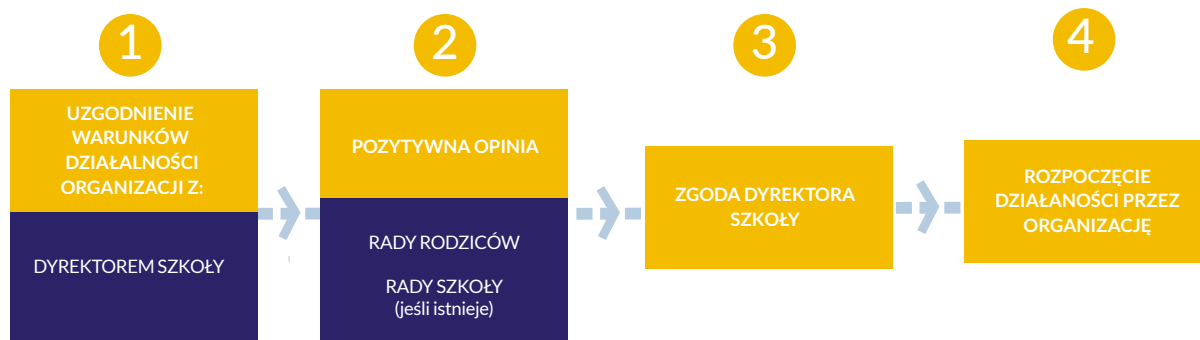 1
UZGODNIENIE
WARUNKÓW
DZIAŁALNOŚCI
ORGANIZACJI Z:
DYREKTOREM SZKOŁY
2
POZYTYWNA OPINIA
RADY RODZICÓW
RADY SZKOŁY
(jeśli istnieje)
3
ZGODA DYREKTORA
SZKOŁY
4
ROZPOCZĘCIE
DZIAŁANOŚCI PRZEZ
ORGANIZACJĘ